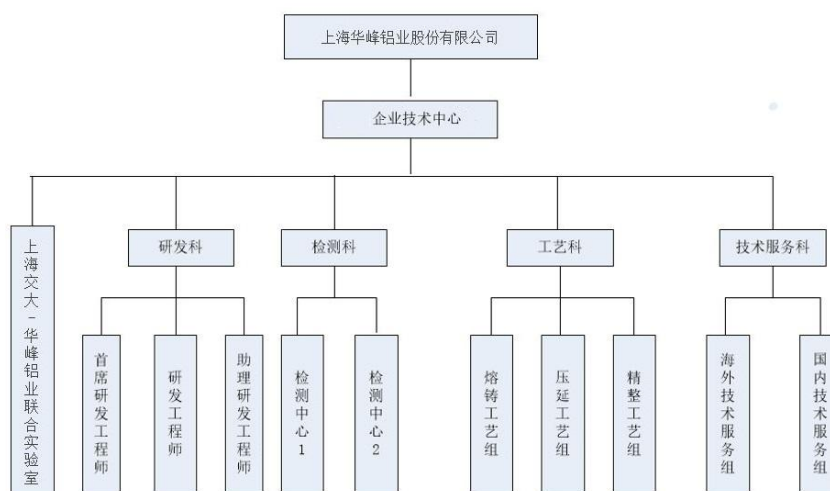 上海华峰铝业股份有限公司
企业技术中心
上海交大-华峰铝业联合实验室
研发科
检测科
工艺科
技术服务科
首席研发工程师
研发工程师
助理研发工程师
检测中心1
检测中心2
熔铸工艺组
压延工艺组
精整工艺组
海外技术服务组
国内技术服务组